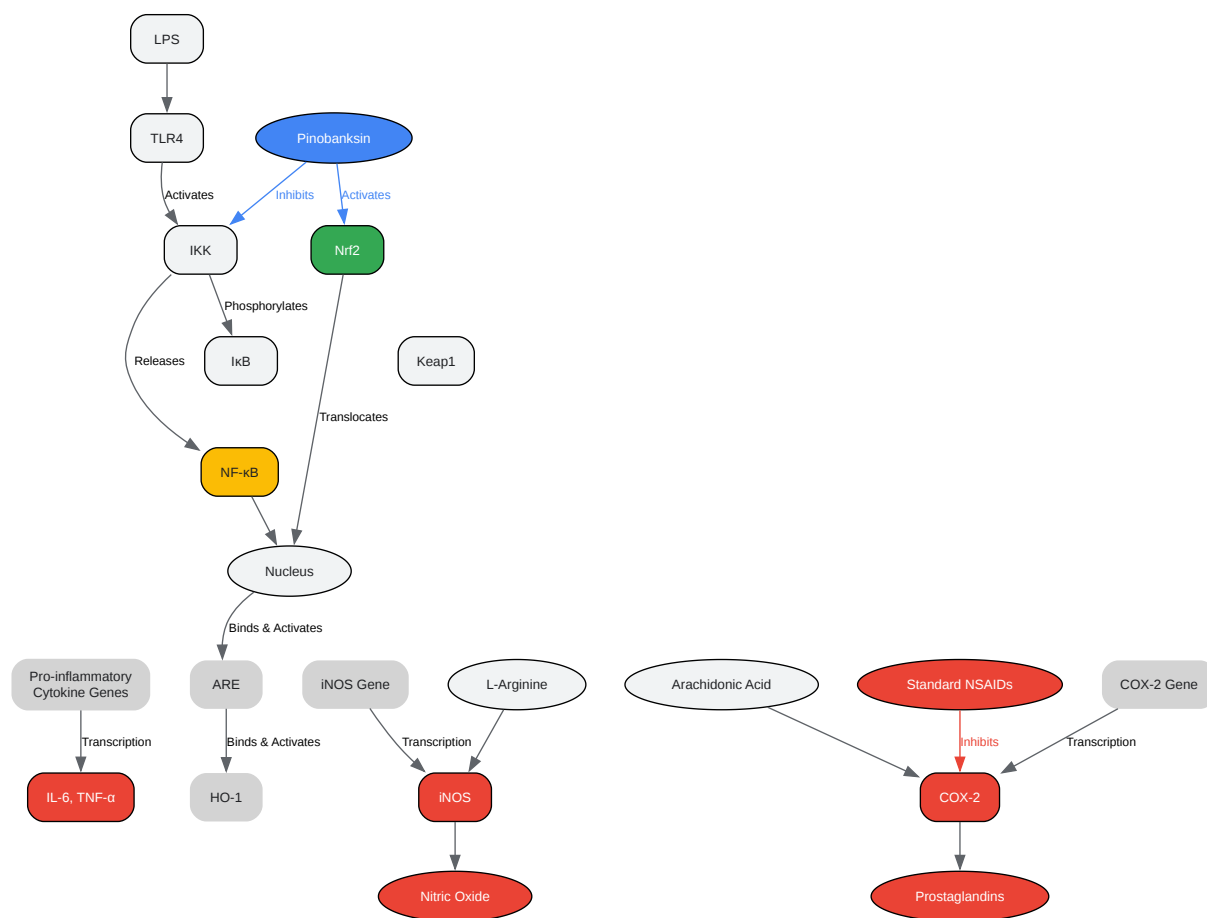 LPS
TLR4
Pinobanksin
Activates
Inhibits
Activates
IKK
Nrf2
Phosphorylates
Releases
IκB
Keap1
Translocates
NF-κB
Nucleus
Binds & Activates
Pro-inflammatory
Cytokine Genes
ARE
iNOS Gene
L-Arginine
Arachidonic Acid
Standard NSAIDs
COX-2 Gene
Transcription
Binds & Activates
Transcription
Inhibits
Transcription
IL-6, TNF-α
HO-1
iNOS
COX-2
Nitric Oxide
Prostaglandins